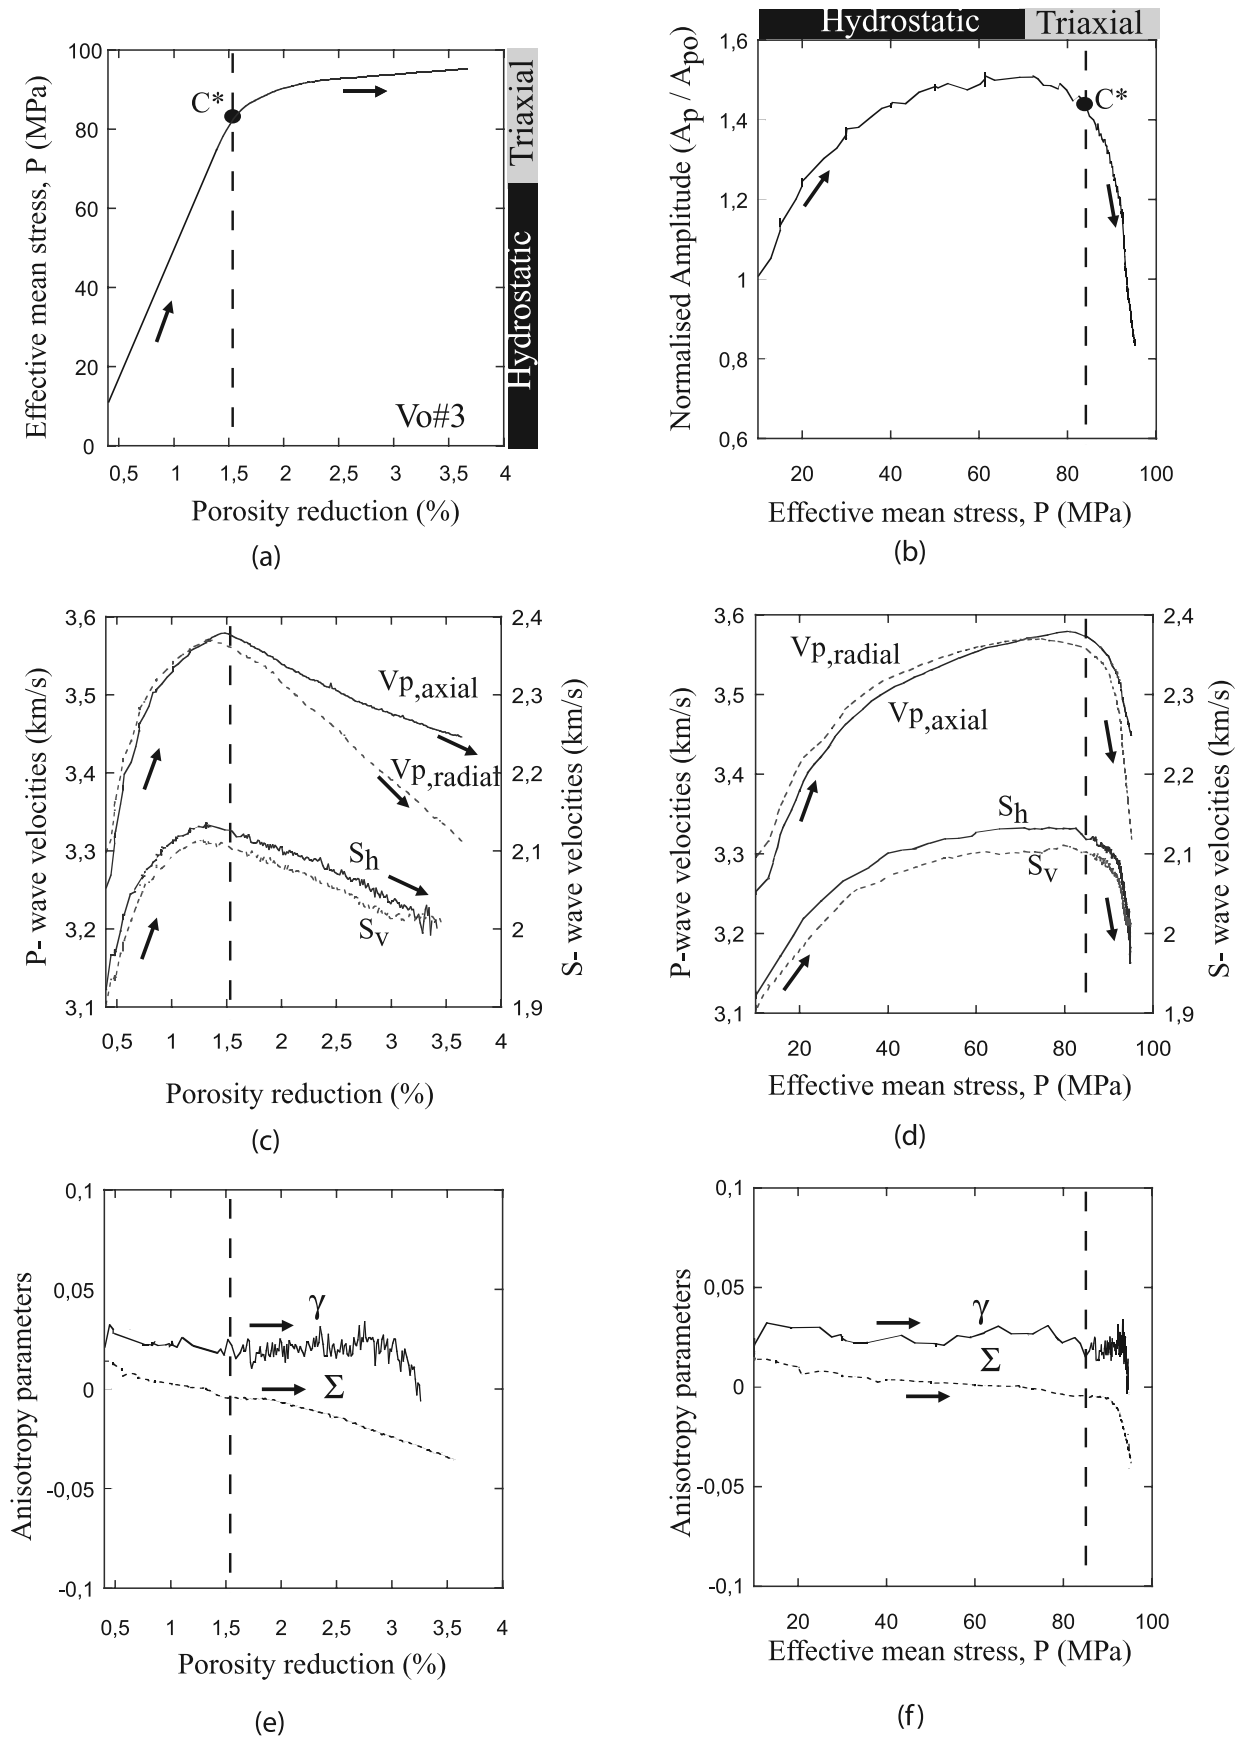 100
80
60
40
20
0
Effective mean stress, P (MPa)
C*
Vo#3
Triaxial
Hydrostatic
0,5 1 1,5 2 2,5 3 3,5 4
Porosity reduction (%)
(a)
Hydrostatic Triaxial
1,6
1,4
1,2
1
0,8
0,6
Normalised Amplitude (Ap / Apo)
C*
20 40 60 80 100
Effective mean stress, P (MPa)
(b)
3,6
3,5
3,4
3,3
3,2
3,1
P- wave velocities (km/s)
Vp,axial
Vp,radial
Sh
Sv
2,4
2,3
2,2
2,1
2
1,9
S- wave velocities (km/s)
0,5 1 1,5 2 2,5 3 3,5 4
Porosity reduction (%)
(c)
3,6
3,5
3,4
3,3
3,2
3,1
P-wave velocities (km/s)
Vp,radial
Vp,axial
Sh
Sv
2,4
2,3
2,2
2,1
2
1,9
S- wave velocities (km/s)
20 40 60 80 100
Effective mean stress, P (MPa)
(d)
0,1
0,05
0
-0,05
-0,1
Anisotropy parameters
γ
Σ
0,5 1 1,5 2 2,5 3 3,5 4
Porosity reduction (%)
(e)
0,1
0,05
0
-0,05
-0,1
Anisotropy parameters
γ
Σ
20 40 60 80 100
Effective mean stress, P (MPa)
(f)